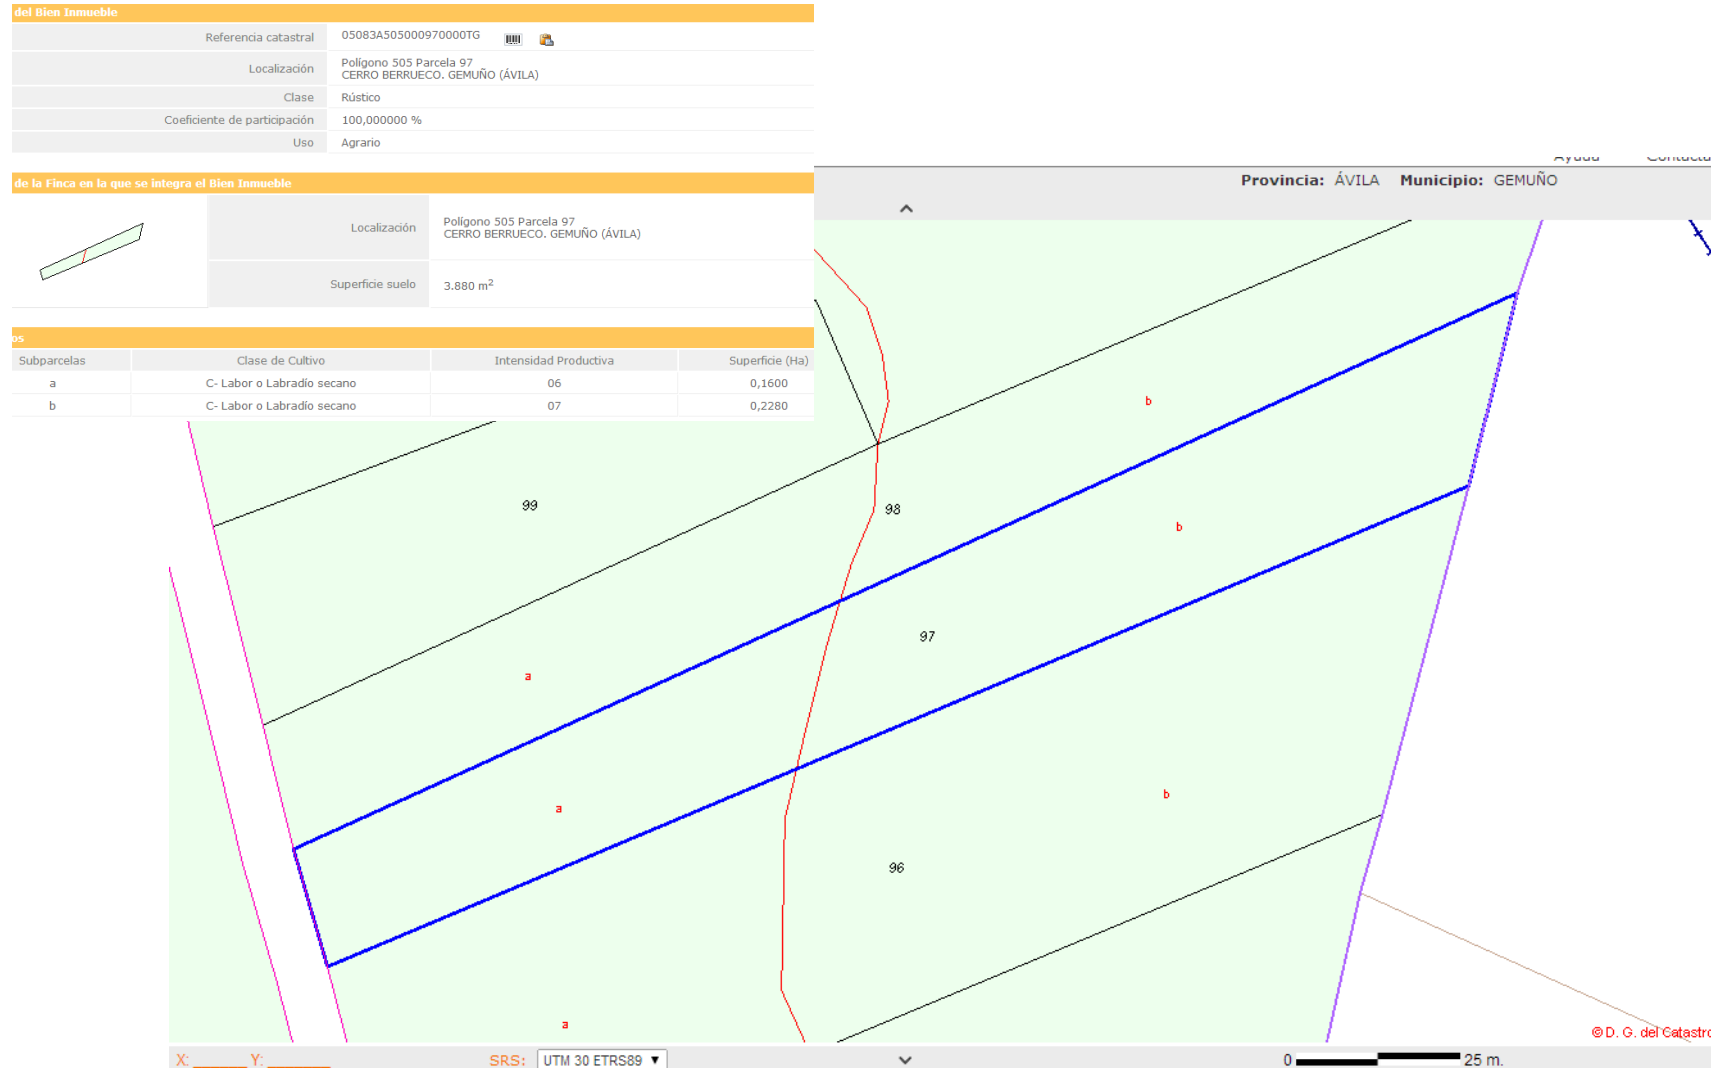 del Bien Inmueble
Referencia catastral 05083A505000970000TG
Localización Polígono 505 Parcela 97
CERRO BERRUECO. GEMUÑO (ÁVILA)
Clase Rústico
Coeficiente de participación 100,000000 %
Uso Agrario
Provincia: ÁVILA Municipio: GEMUÑO
de la Finca en la que se integra el Bien Inmueble
Localización Polígono 505 Parcela 97
CERRO BERRUECO. GEMUÑO (ÁVILA)
Superficie suelo 3.880 m²
os
Subparcelas Clase de Cultivo Intensidad Productiva Superficie (Ha)
a C- Labor o Labradío secano 06 0,1600
b C- Labor o Labradío secano 07 0,2280
b
99
98
b
97
a
b
a
96
a
© D. G. del Catastro
X: Y: SRS: UTM 30 ETRS89 ▼ 0 25 m.